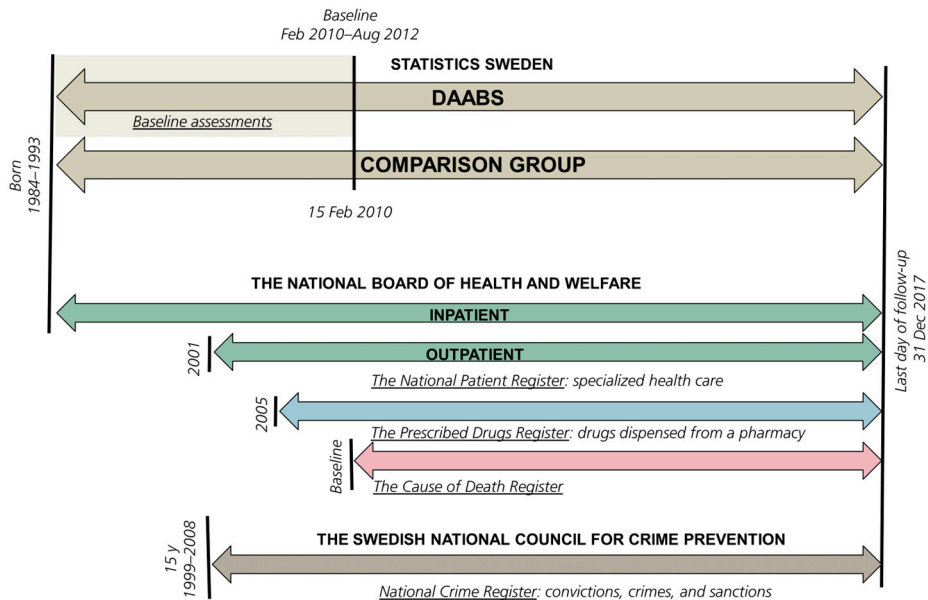 Baseline
Feb 2010–Aug 2012
STATISTICS SWEDEN
DAABS
Baseline assessments
COMPARISON GROUP
Born
1984–1993
15 Feb 2010
THE NATIONAL BOARD OF HEALTH AND WELFARE
INPATIENT
2001
OUTPATIENT
The National Patient Register: specialized health care
2005
The Prescribed Drugs Register: drugs dispensed from a pharmacy
Baseline
The Cause of Death Register
Last day of follow-up
31 Dec 2017
15 y
1999–2008
THE SWEDISH NATIONAL COUNCIL FOR CRIME PREVENTION
National Crime Register: convictions, crimes, and sanctions